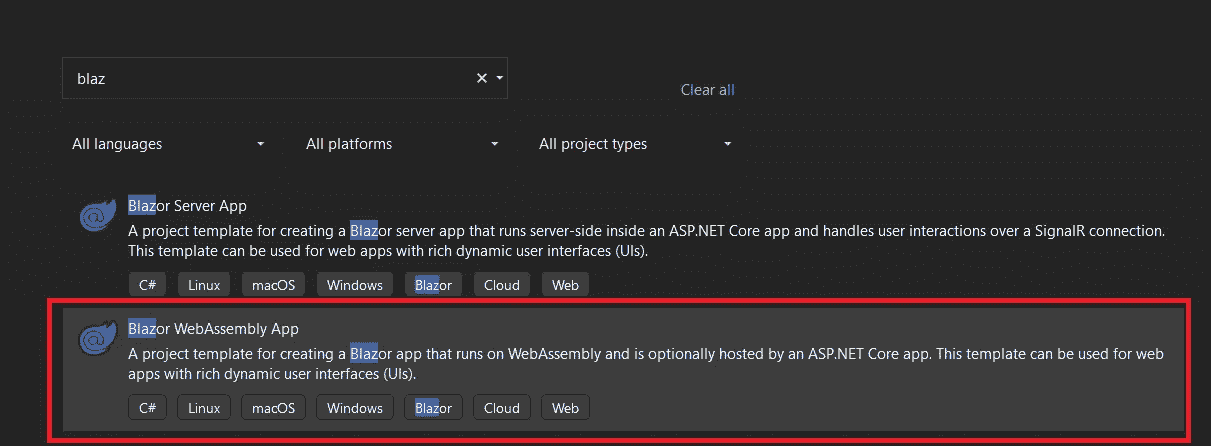 blaz
Clear all
All languages
All platforms
All project types
Blazor Server App
A project template for creating a Blazor server app that runs server-side inside an ASP.NET Core app and handles user interactions over a SignalR connection.
This template can be used for web apps with rich dynamic user interfaces (UIs).
C# Linux macOS Windows Blazor Cloud Web
Blazor WebAssembly App
A project template for creating a Blazor app that runs on WebAssembly and is optionally hosted by an ASP.NET Core app. This template can be used for web
apps with rich dynamic user interfaces (UIs).
C# Linux macOS Windows Blazor Cloud Web